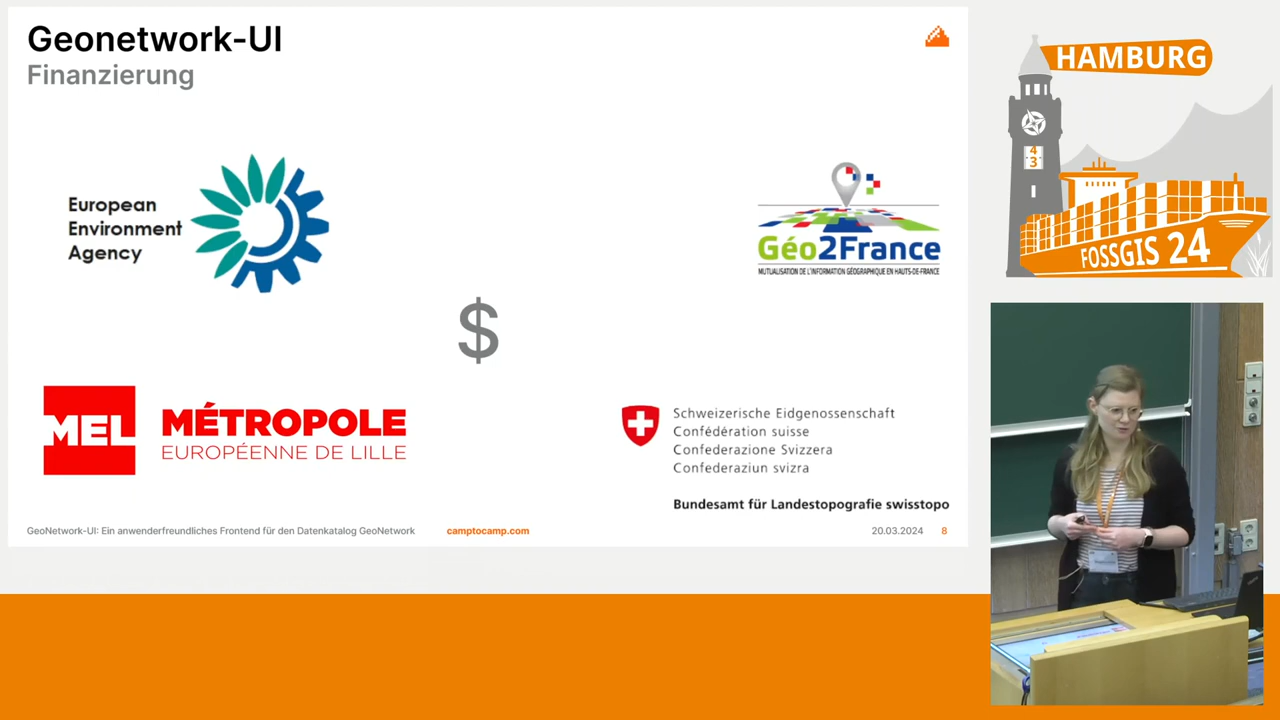 Geonetwork-UI
Finanzierung
European
Environment
Agency
Géo2France
MUTUALISATION DE L'INFORMATION GÉOGRAPHIQUE EN HAUTS-DE-FRANCE
$
MEL
MÉTROPOLE
EUROPÉENNE DE LILLE
Schweizerische Eidgenossenschaft
Confédération suisse
Confederazione Svizzera
Confederaziun svizra
Bundesamt für Landestopografie swisstopo
GeoNetwork-UI: Ein anwenderfreundliches Frontend für den Datenkatalog GeoNetwork
camptocamp.com
20.03.2024
8
HAMBURG
4
3
FOSSGIS 24